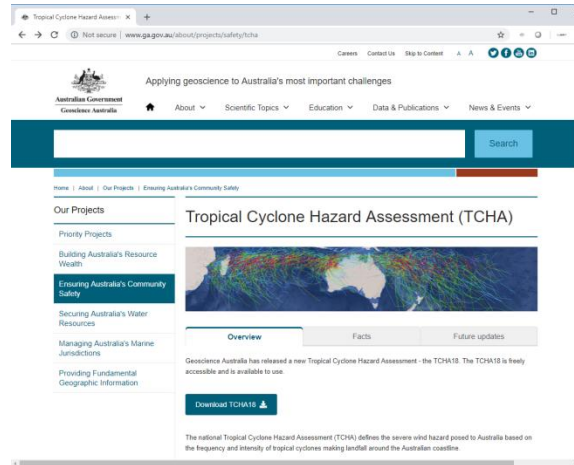 Tropical Cyclone Hazard Assessm
Not secure | www.ga.gov.au/about/projects/safety/tcha
Careers Contact Us Skip to Content A A
Applying geoscience to Australia's most important challenges
Australian Government
Geoscience Australia
About Scientific Topics Education Data & Publications News & Events
Search
Home | About | Our Projects | Ensuring Australia's Community Safety
Our Projects
Priority Projects
Building Australia's Resource
Wealth
Ensuring Australia's Community
Safety
Securing Australia's Water
Resources
Managing Australia's Marine
Jurisdictions
Providing Fundamental
Geographic Information
Tropical Cyclone Hazard Assessment (TCHA)
Overview Facts Future updates
Geoscience Australia has released a new Tropical Cyclone Hazard Assessment - the TCHA18. The TCHA18 is freely
accessible and is available to use
Download TCHA18
The national Tropical Cyclone Hazard Assessment (TCHA) defines the severe wind hazard posed to Australia based on
the frequency and intensity of tropical cyclones making landfall around the Australian coastline.